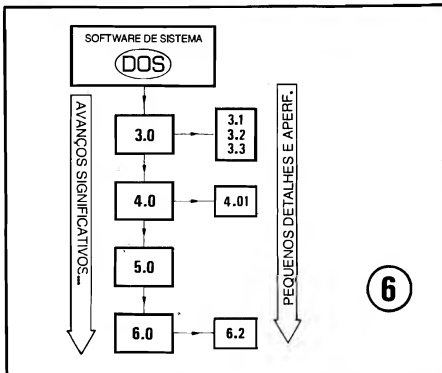 SOFTWARE DE SISTEMA
DOS
AVANÇOS SIGNIFICATIVOS...
3.0
3.1
3.2
3.3
4.0
4.01
5.0
6.0
6.2
PEQUENOS DETALHES E APERF.
6